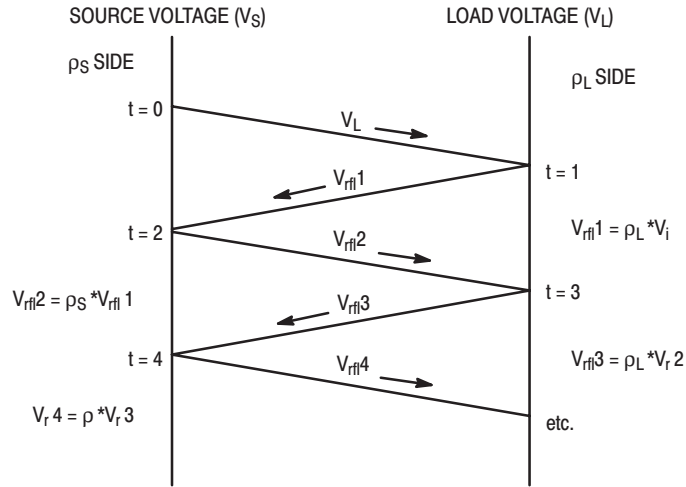 SOURCE VOLTAGE (VS) LOAD VOLTAGE (VL)
ρS SIDE
ρL SIDE
t = 0
VL
t = 1
Vrfl1
Vrfl1 = ρL *Vi
t = 2
Vrfl2
t = 3
Vrfl2 = ρS *Vrfl 1
Vrfl3
t = 4
Vrfl3 = ρL *Vr 2
Vrfl4
Vr 4 = ρ *Vr 3
etc.